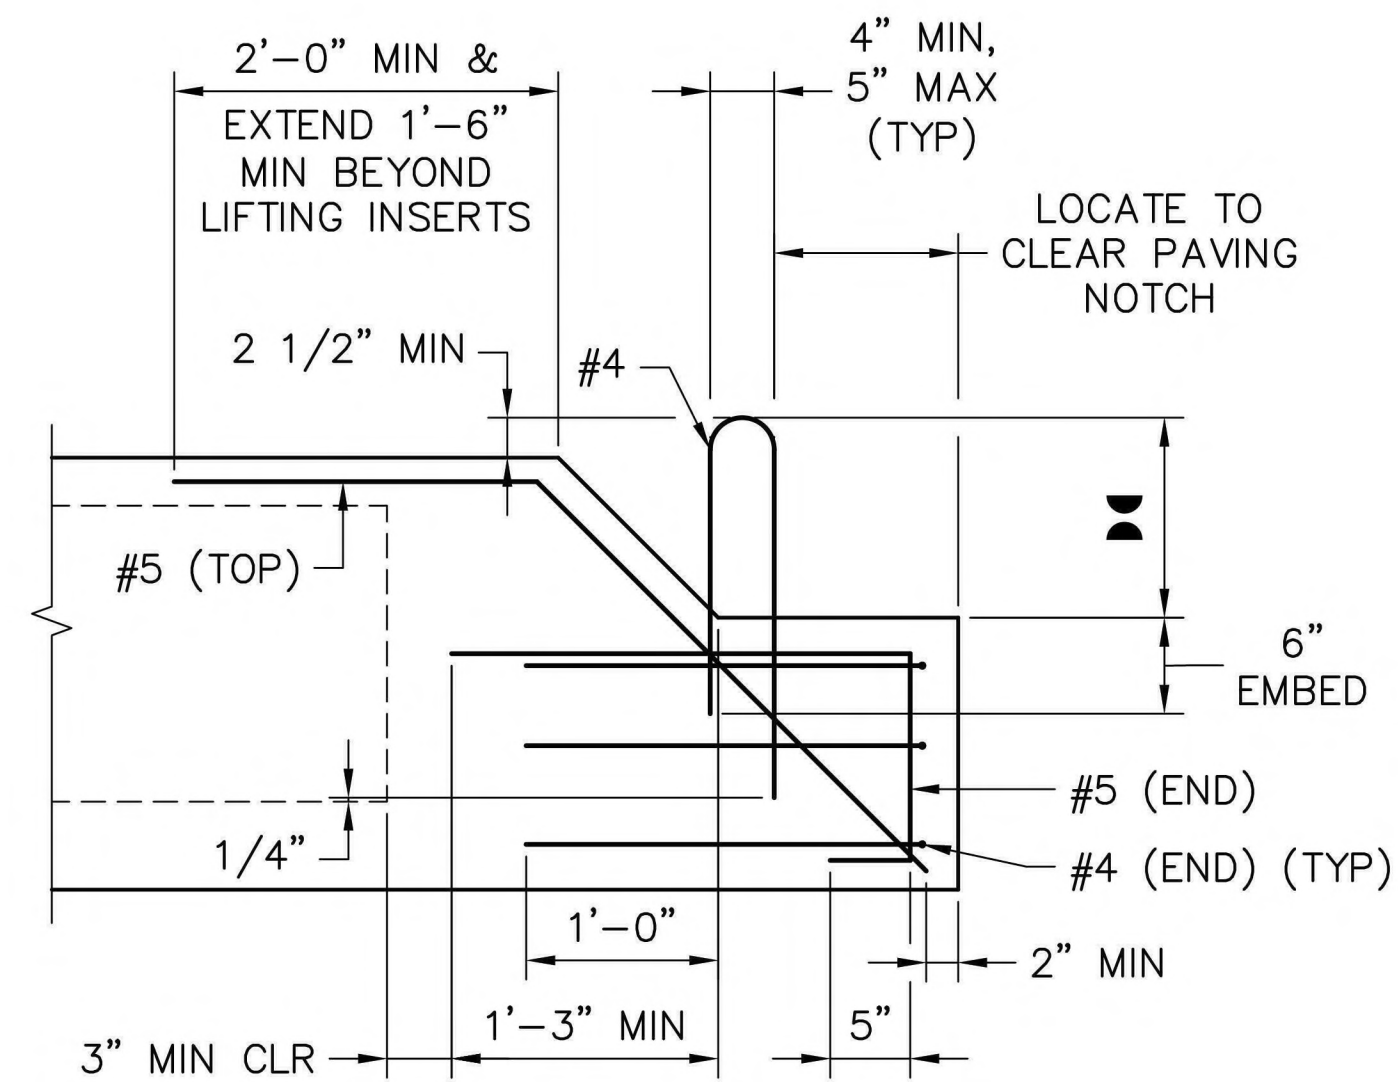 2'-0" MIN &
EXTEND 1'-6"
MIN BEYOND
LIFTING INSERTS
4" MIN,
5" MAX
(TYP)
LOCATE TO
CLEAR PAVING
NOTCH
2 1/2" MIN
#4
#5 (TOP)
6"
EMBED
1/4"
#5 (END)
#4 (END) (TYP)
1'-0"
2" MIN
1'-3" MIN
5"
3" MIN CLR